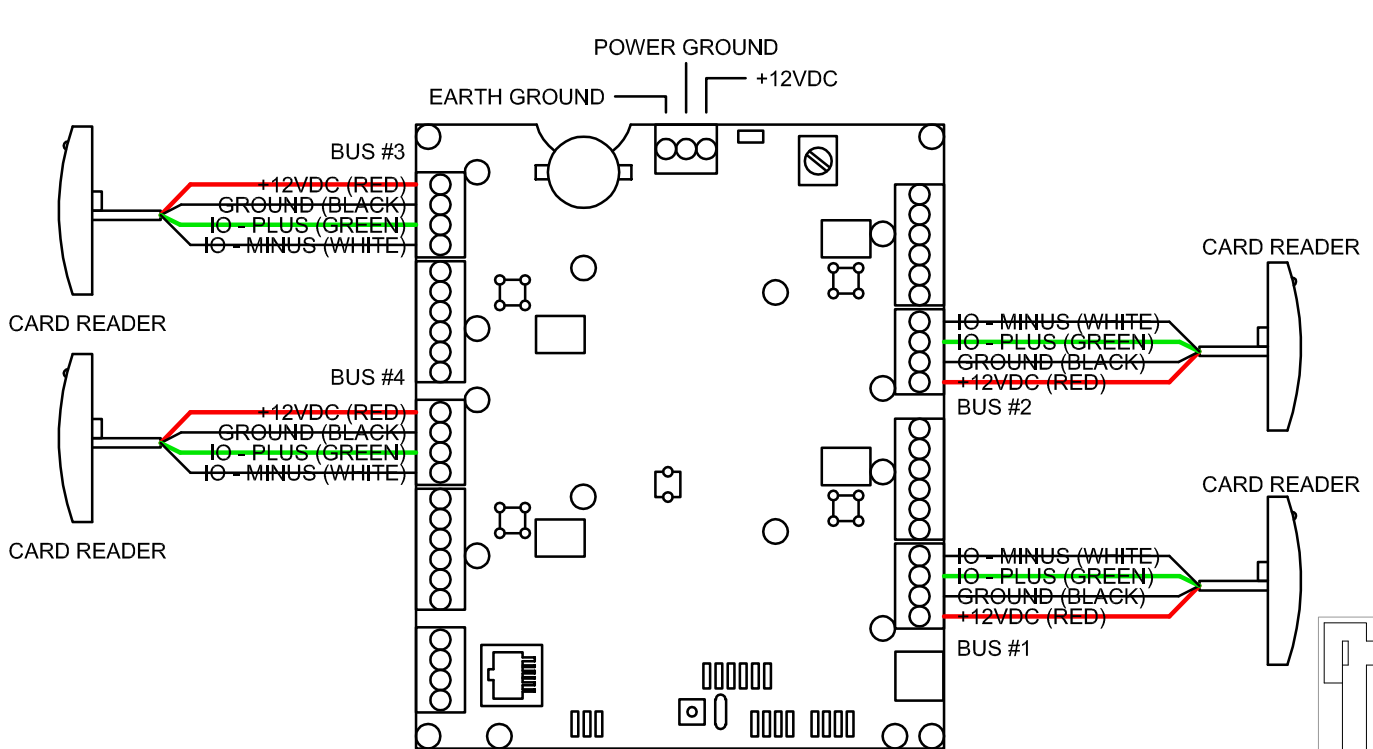 POWER GROUND
+12VDC
EARTH GROUND
BUS #3
+12VDC (RED)
GROUND (BLACK)
IO - PLUS (GREEN)
IO - MINUS (WHITE)
CARD READER
BUS #4
+12VDC (RED)
GROUND (BLACK)
IO - PLUS (GREEN)
IO - MINUS (WHITE)
CARD READER
CARD READER
IO - MINUS (WHITE)
IO - PLUS (GREEN)
GROUND (BLACK)
+12VDC (RED)
BUS #2
CARD READER
IO - MINUS (WHITE)
IO - PLUS (GREEN)
GROUND (BLACK)
+12VDC (RED)
BUS #1